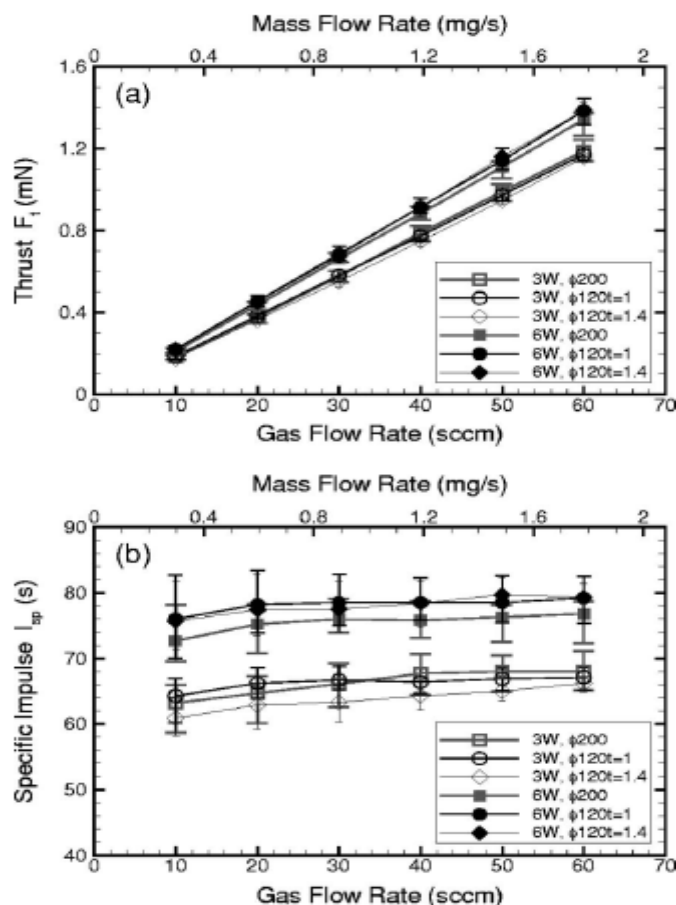 Mass Flow Rate (mg/s)
0 0.4 0.8 1.2 1.6 2
(a)
1.6
1.2
0.8
0.4
0
Thrust F₁ (mN)
3W, ϕ200
3W, ϕ120t=1
3W, ϕ120t=1.4
6W, ϕ200
6W, ϕ120t=1
6W, ϕ120t=1.4
0 10 20 30 40 50 60 70
Gas Flow Rate (sccm)
Mass Flow Rate (mg/s)
0 0.4 0.8 1.2 1.6 2
(b)
90
80
70
60
50
40
Specific Impulse I_sp (s)
3W, ϕ200
3W, ϕ120t=1
3W, ϕ120t=1.4
6W, ϕ200
6W, ϕ120t=1
6W, ϕ120t=1.4
0 10 20 30 40 50 60 70
Gas Flow Rate (sccm)